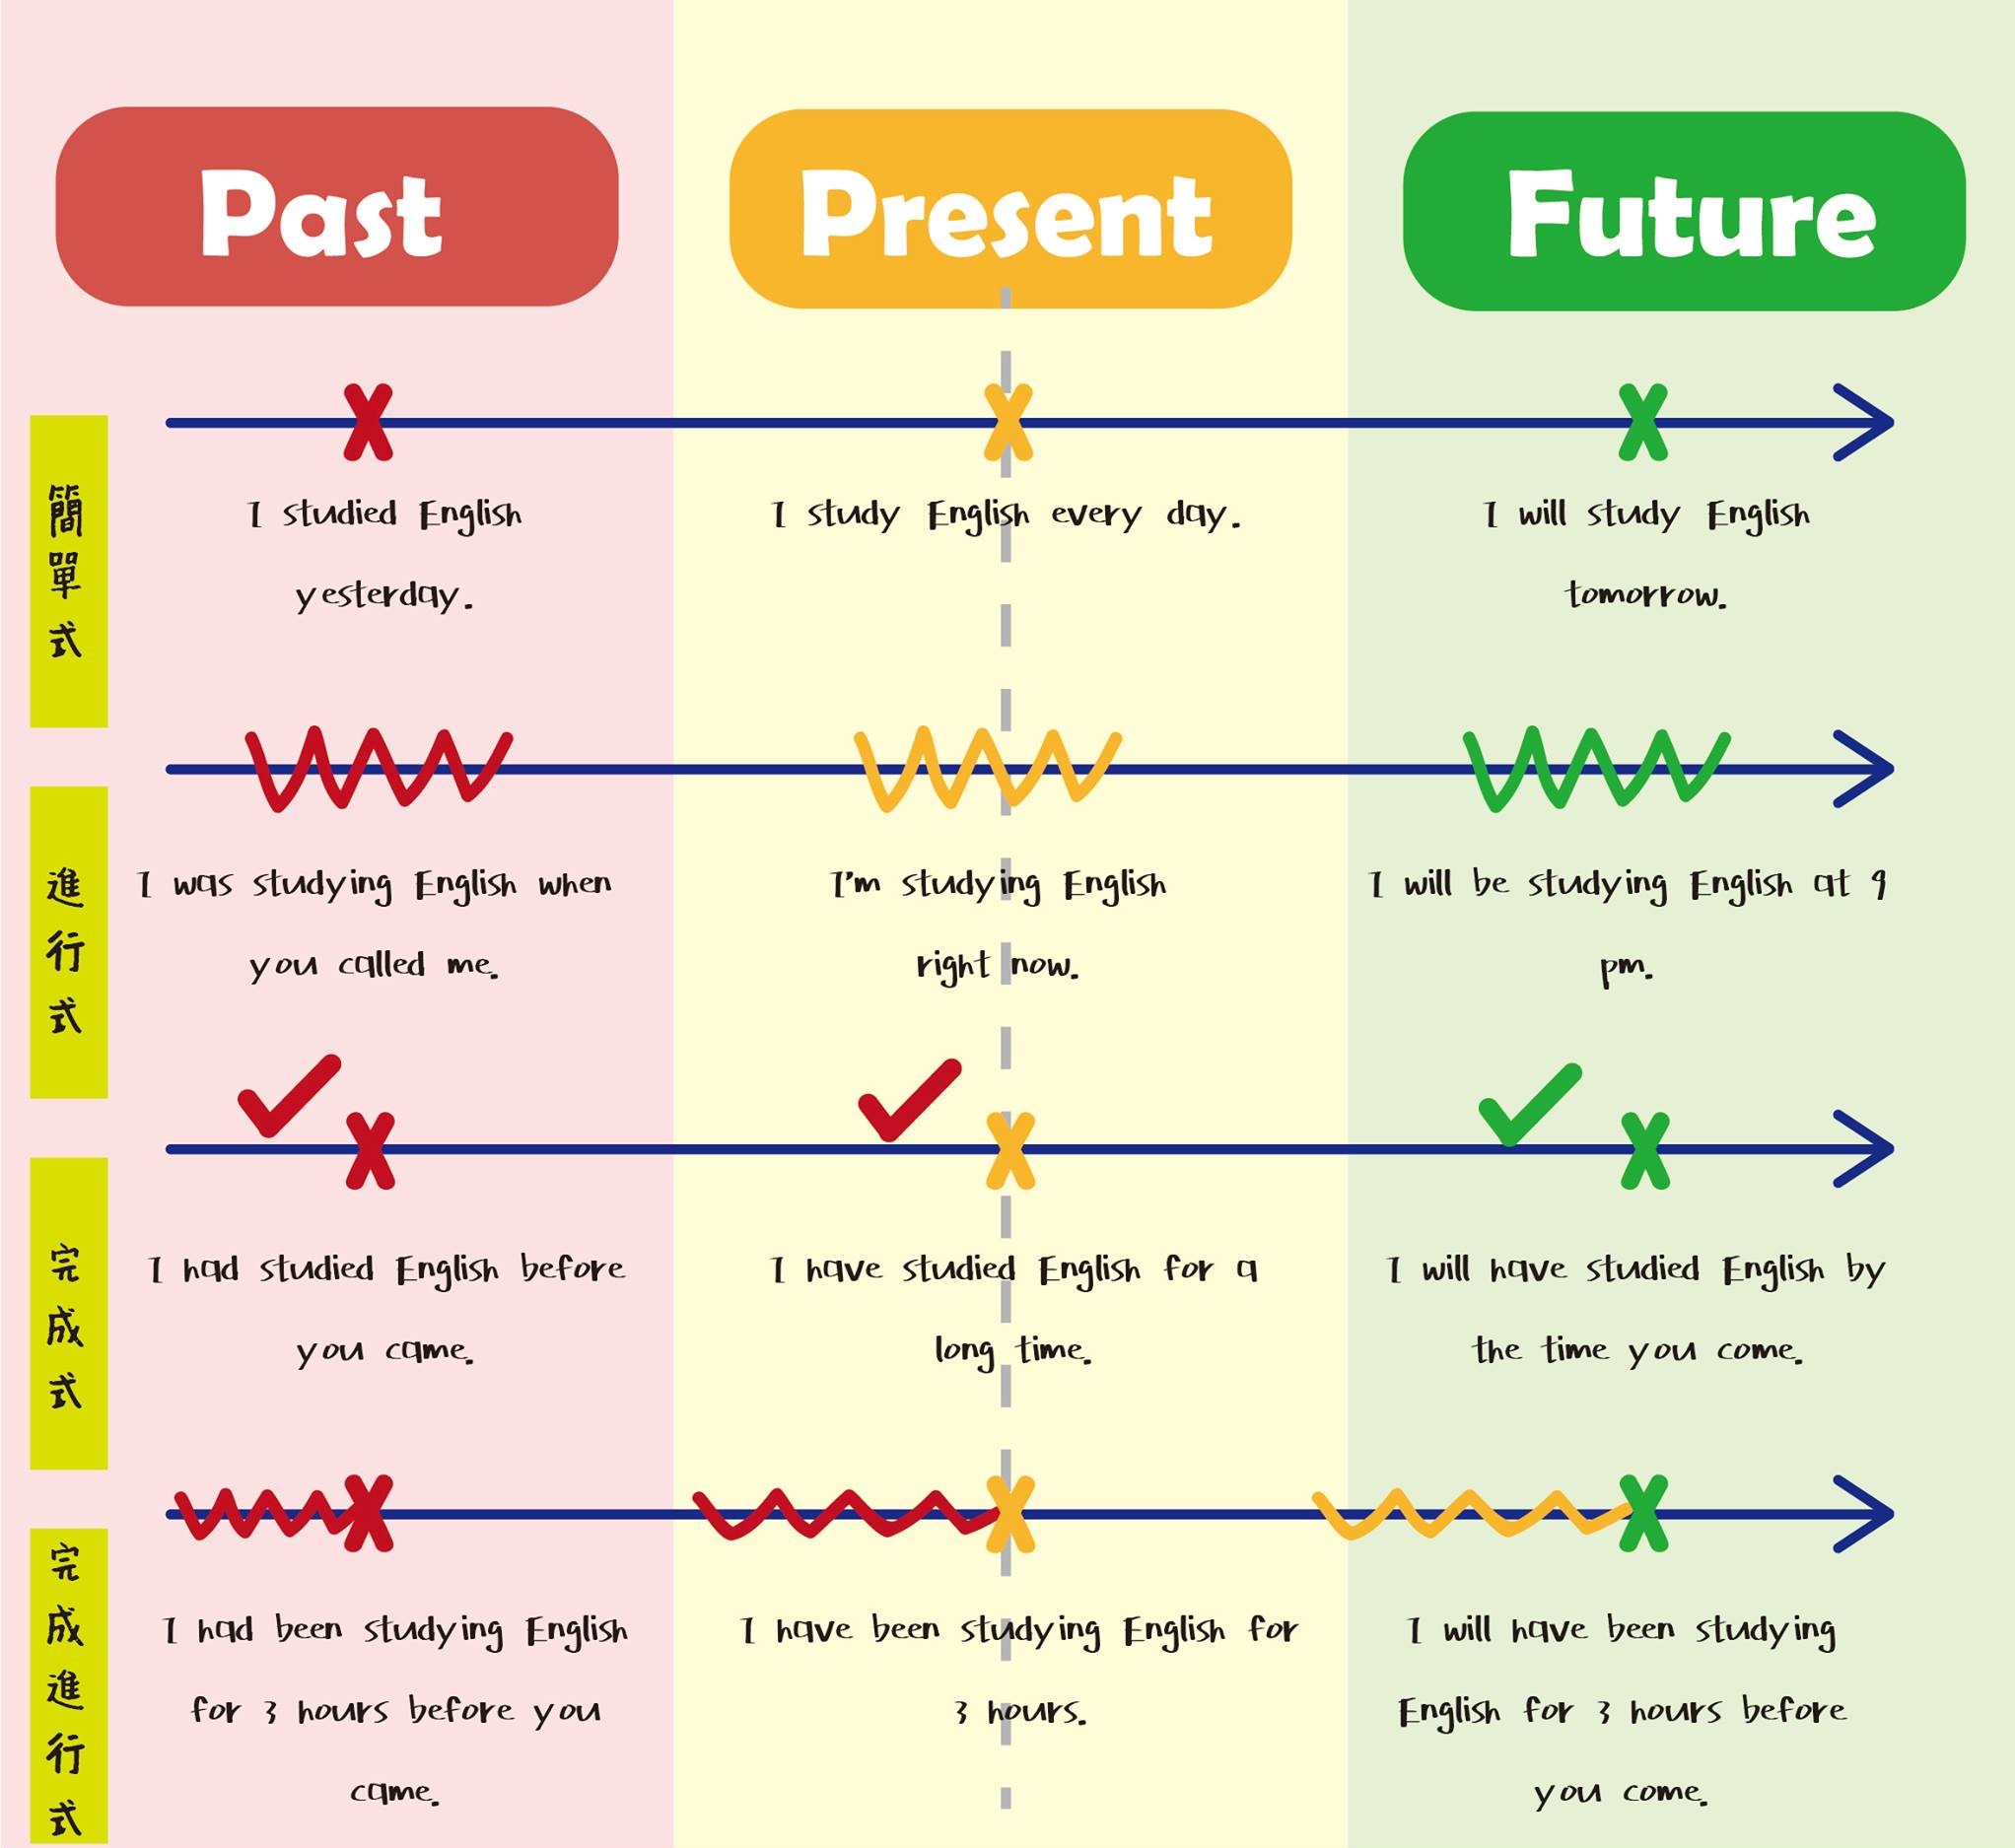 Past
Present
Future
簡單式
I studied English
yesterday.
I study English every day.
I will study English
tomorrow.
進行式
I was studying English when
you called me.
I'm studying English
right now.
I will be studying English at 9
pm.
完成式
I had studied English before
you came.
I have studied English for a
long time.
I will have studied English by
the time you come.
完成進行式
I had been studying English
for 3 hours before you
came.
I have been studying English for
3 hours.
I will have been studying
English for 3 hours before
you come.